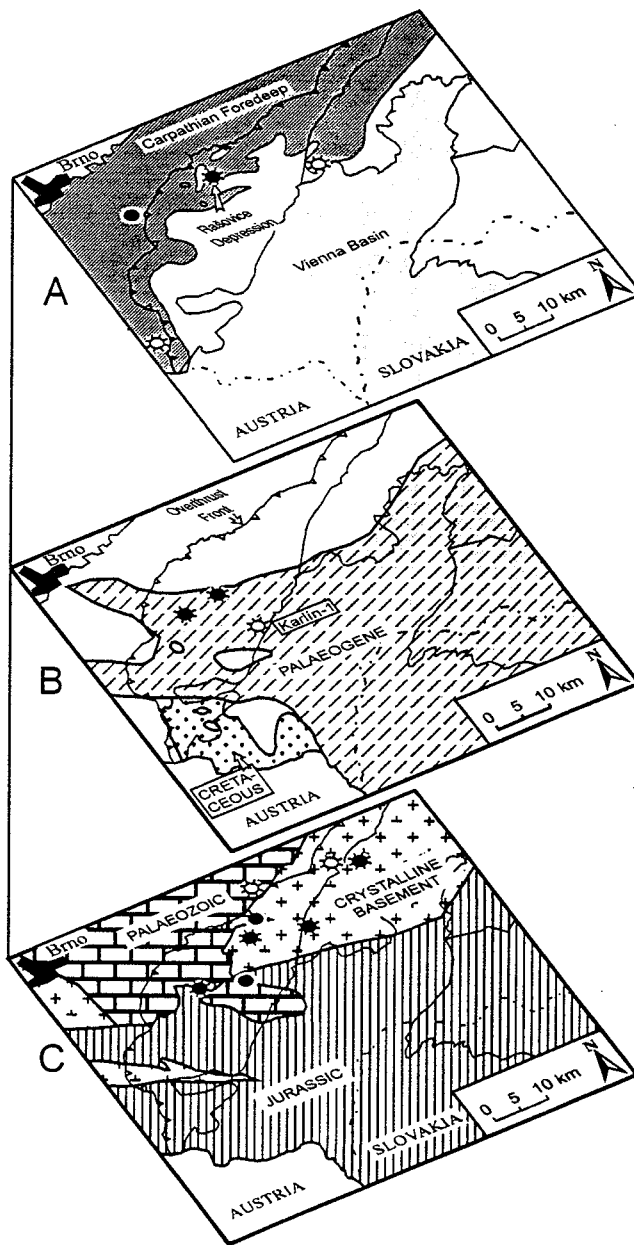 Carpathian Foredeep
Brno
Rašovice
Depression
Vienna Basin
A
N
0 5 10 km
SLOVAKIA
AUSTRIA
Overthrust
Front
Brno
Karlin-1
PALAEOGENE
B
N
0 5 10 km
CRETA-
CEOUS
AUSTRIA
PALAEOZOIC
CRYSTALLINE
BASEMENT
Brno
C
N
0 5 10 km
JURASSIC
SLOVAKIA
AUSTRIA